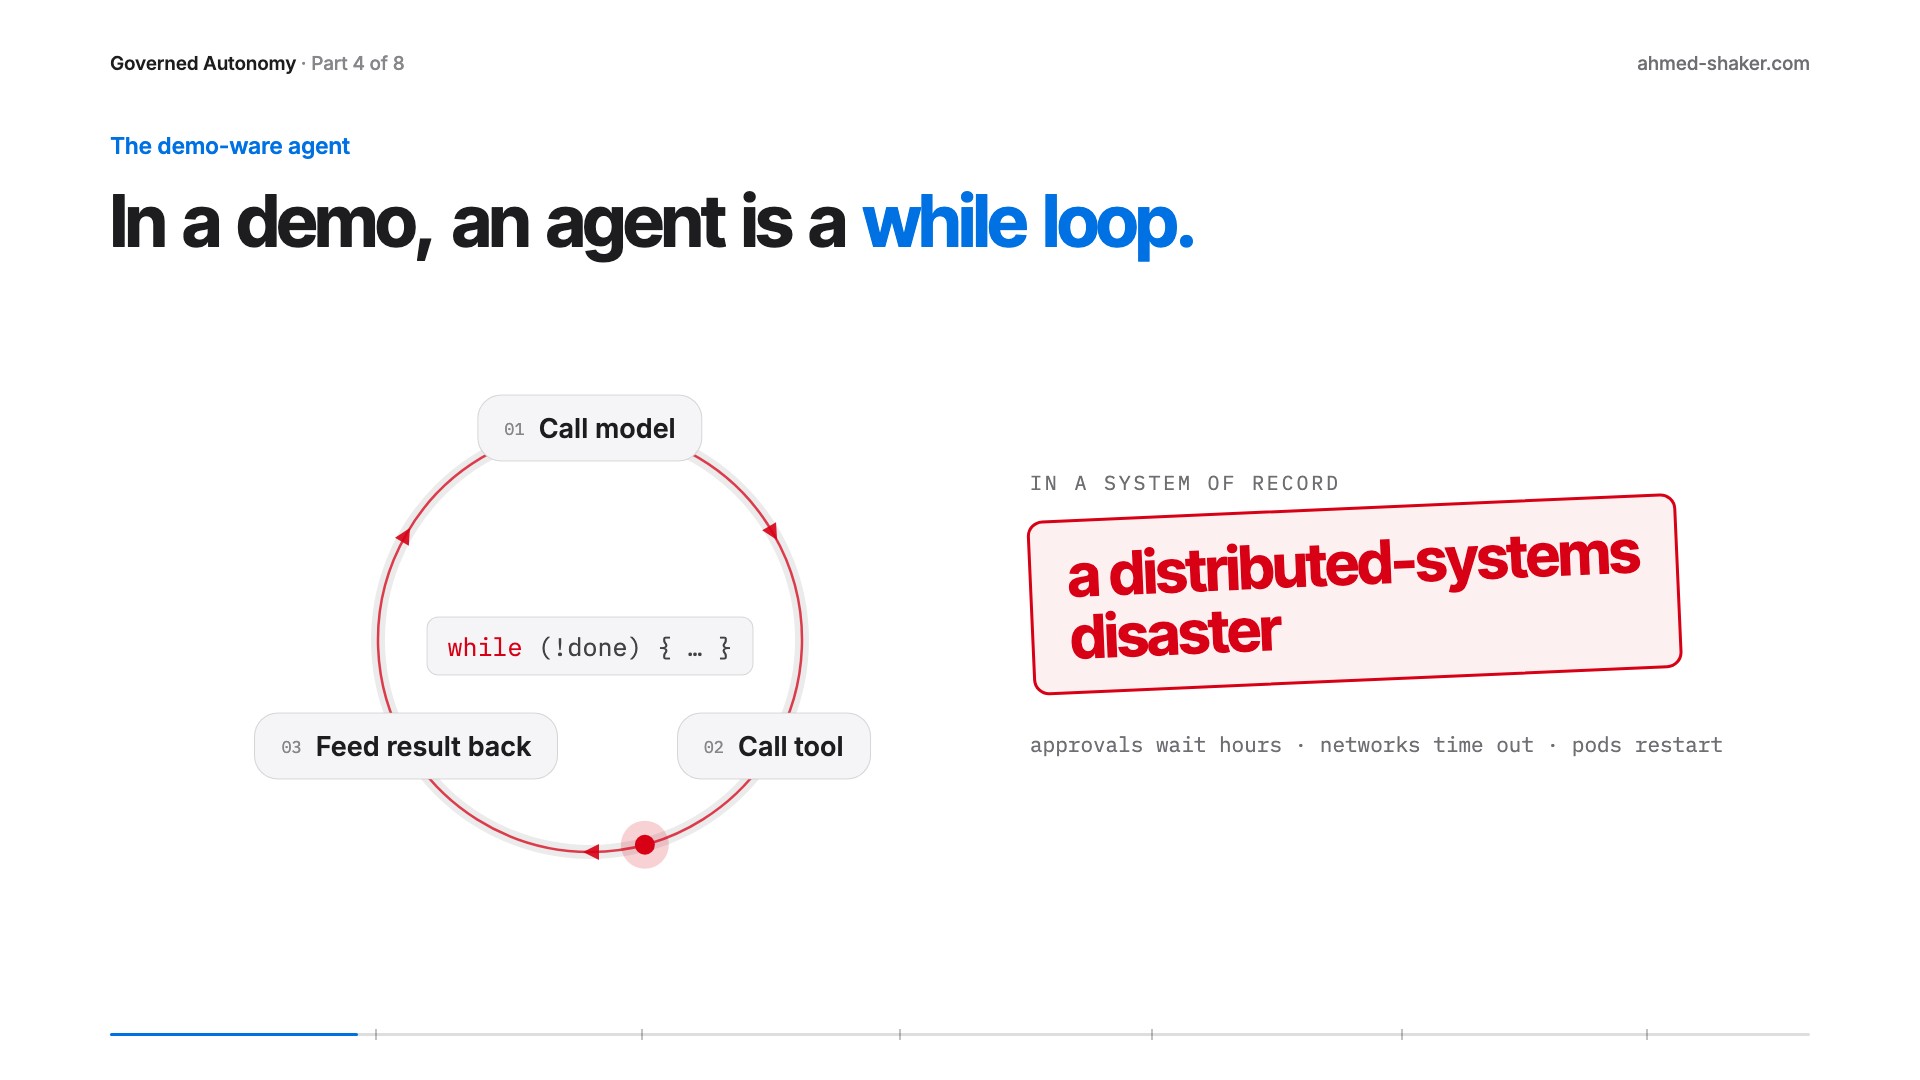 Governed Autonomy · Part 4 of 8
ahmed-shaker.com
The demo-ware agent
In a demo, an agent is a while loop.
01 Call model
while (!done) { … }
03 Feed result back
02 Call tool
IN A SYSTEM OF RECORD
a distributed-systems
disaster
approvals wait hours · networks time out · pods restart